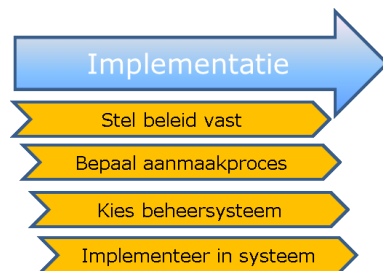 Implementatie
Stel beleid vast
Bepaal aanmaakproces
Kies beheersysteem
Implementeer in systeem